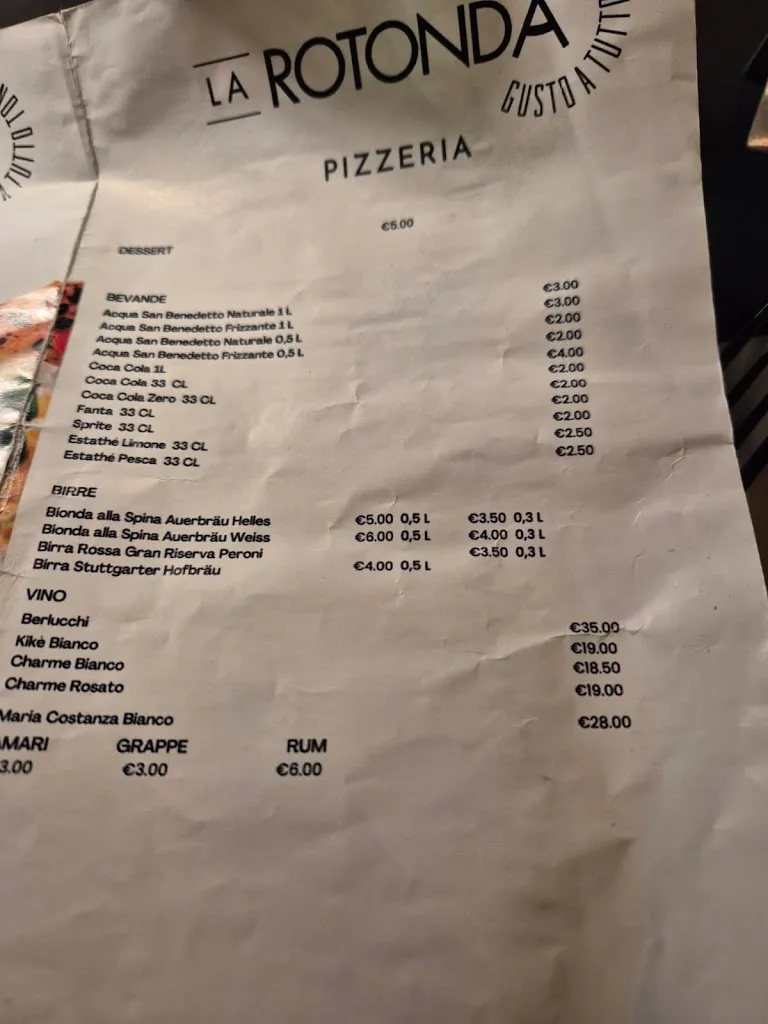 LA ROTONDA
GUSTO A TUTTO
TUTTO TON
PIZZERIA
€5.00
DESSERT
BEVANDE
Acqua San Benedetto Naturale 1 L €3.00
Acqua San Benedetto Frizzante 1 L €3.00
Acqua San Benedetto Naturale 0,5 L €2.00
Acqua San Benedetto Frizzante 0,5 L €2.00
Coca Cola 1L €4.00
Coca Cola 33 CL €2.00
Coca Cola Zero 33 CL €2.00
Fanta 33 CL €2.00
Sprite 33 CL €2.00
Estathé Limone 33 CL €2.50
Estathé Pesca 33 CL €2.50
BIRRE
Bionda alla Spina Auerbräu Helles €5.00 0,5 L €3.50 0,3 L
Bionda alla Spina Auerbräu Weiss €6.00 0,5 L €4.00 0,3 L
Birra Rossa Gran Riserva Peroni €3.50 0,3 L
Birra Stuttgarter Hofbräu €4.00 0,5 L
VINO
Berlucchi €35.00
Kikè Bianco €19.00
Charme Bianco €18.50
Charme Rosato €19.00
Maria Costanza Bianco €28.00
AMARI GRAPPE RUM
3.00 €3.00 €6.00